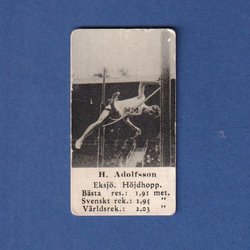 H. Adolfsson
Eksjö. Höjdhopp.
Bästa res.: 1,91 met.
Svenskt rek.: 1,95 "
Världsrek.: 2,03 "